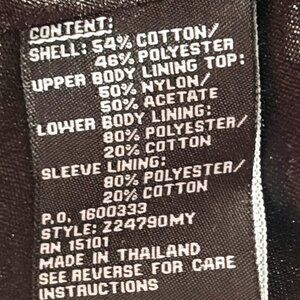 CONTENT:
SHELL: 54% COTTON/
46% POLYESTER
UPPER BODY LINING TOP:
50% NYLON/
50% ACETATE
LOWER BODY LINING:
80% POLYESTER/
20% COTTON
SLEEVE LINING:
80% POLYESTER/
20% COTTON
P.O. 1600333
STYLE: Z24790MY
RN 15101
MADE IN THAILAND
SEE REVERSE FOR CARE
INSTRUCTIONS